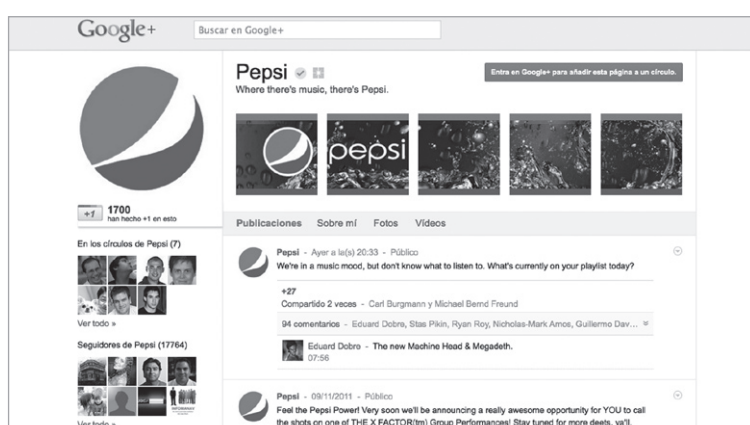 Google+
Buscar en Google+
Pepsi
Where there's music, there's Pepsi.
Entra en Google+ para añadir esta página a un círculo.
pepsi
+1
1700
han hecho +1 en esto
En los círculos de Pepsi (7)
Ver todo »
Seguidores de Pepsi (17764)
Ver todo »
Publicaciones Sobre mí Fotos Vídeos
Pepsi - Ayer a la(s) 20:33 - Público
We're in a music mood, but don't know what to listen to. What's currently on your playlist today?
+27
Compartido 2 veces - Carl Burgmann y Michael Bernd Freund
94 comentarios - Eduard Dobre, Stas Pikin, Ryan Roy, Nicholas-Mark Amos, Guillermo Dav...
Eduard Dobre - The new Machine Head & Megadeth.
07:56
Pepsi - 09/11/2011 - Público
Feel the Pepsi Power! Very soon we'll be announcing a really awesome opportunity for YOU to call
the shots on one of THE X FACTOR(tm) Group Performances! Stay tuned for more deets, ya'll.